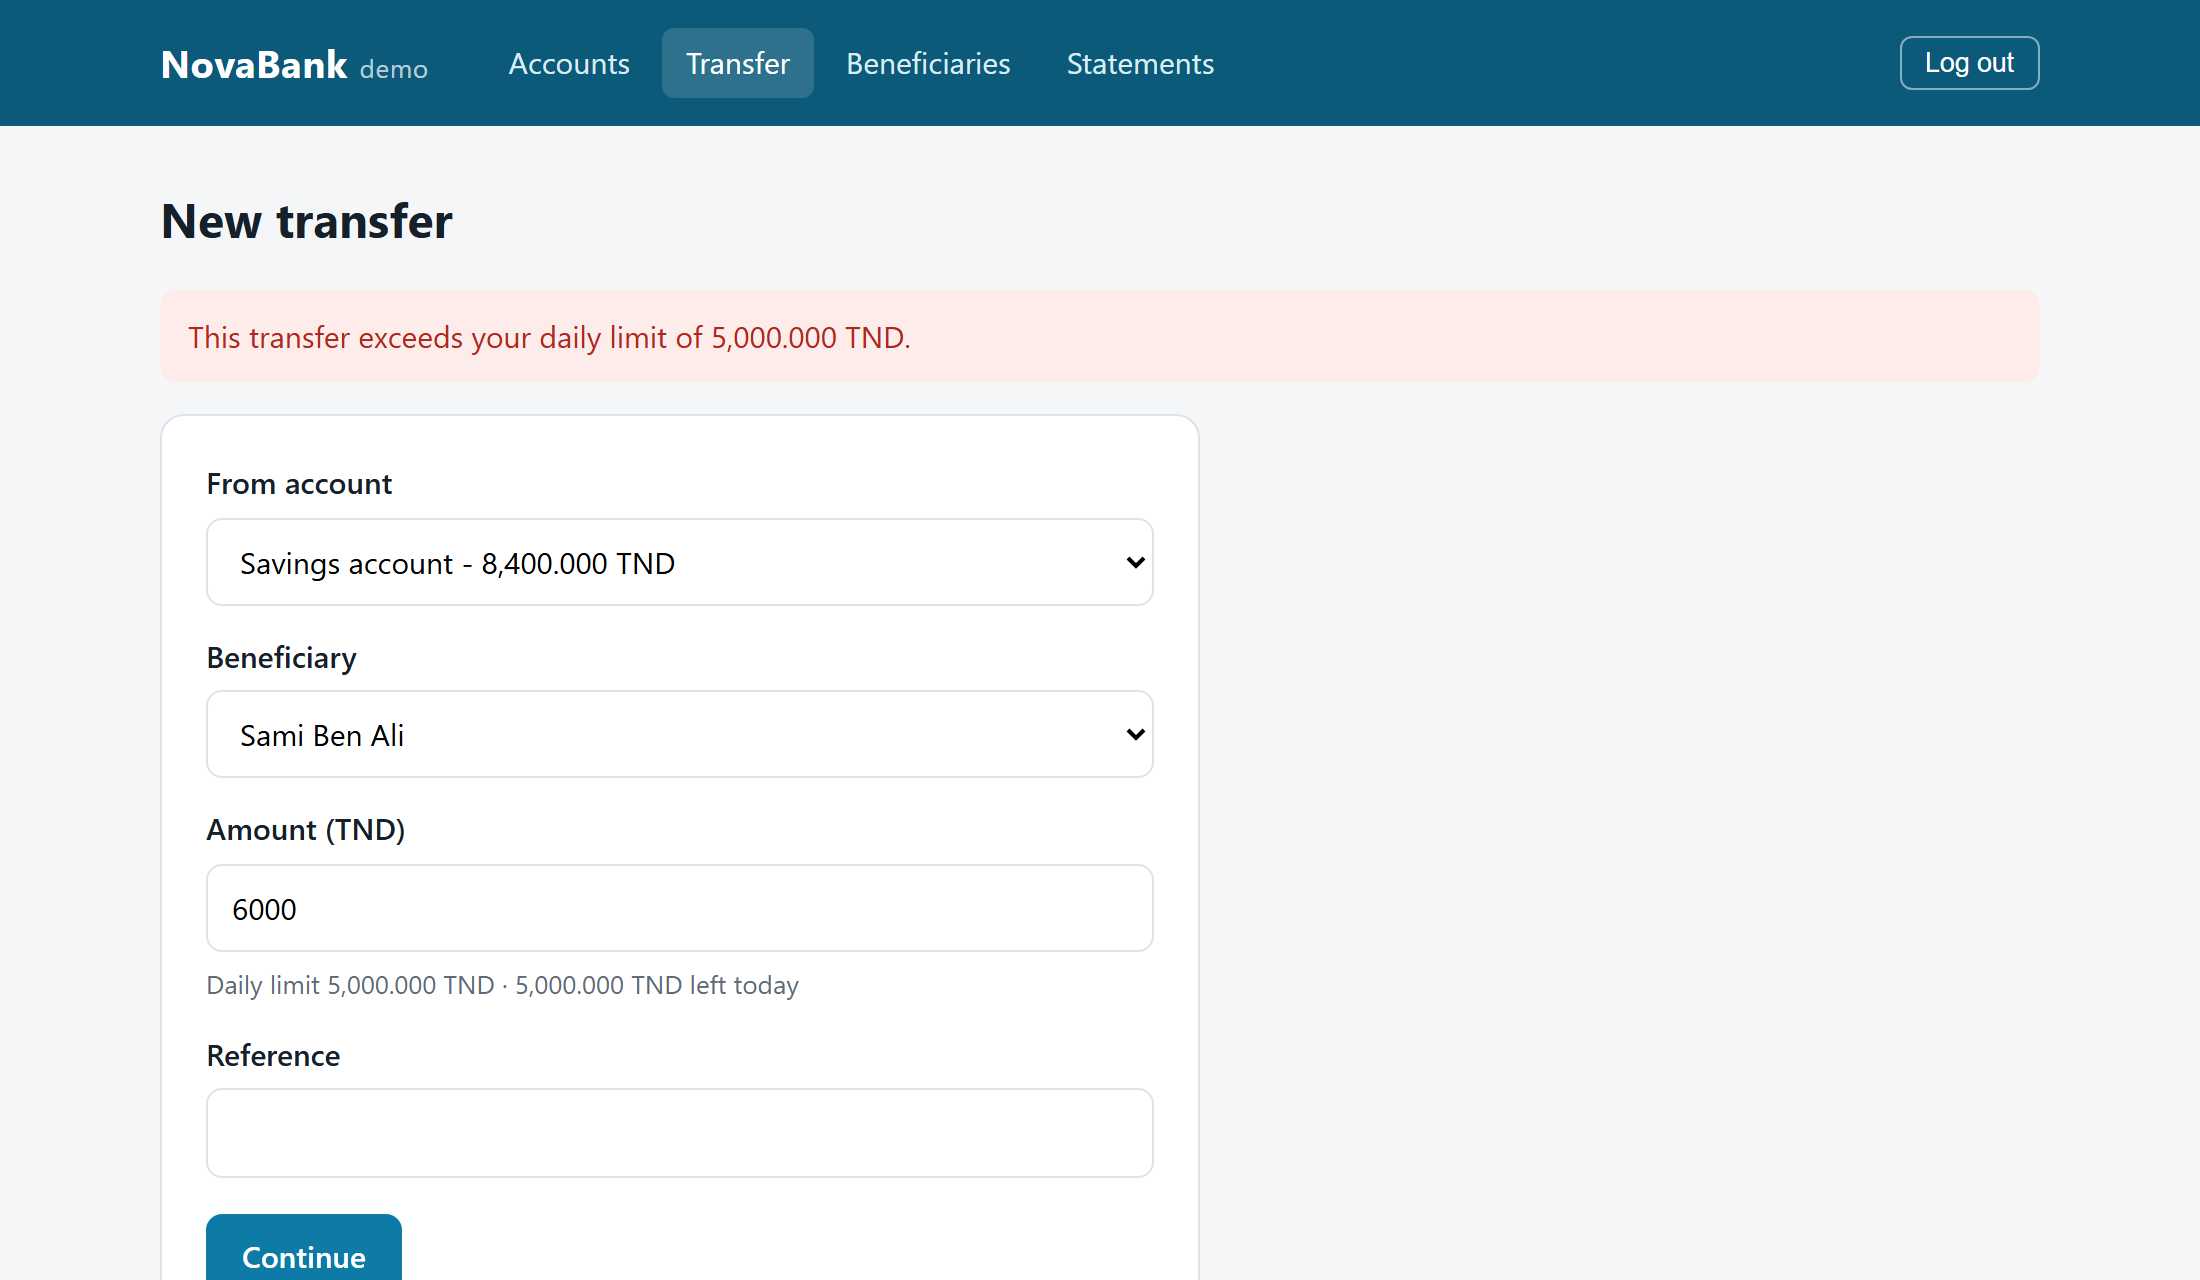 NovaBank demo
Accounts
Transfer
Beneficiaries
Statements
Log out
New transfer
This transfer exceeds your daily limit of 5,000.000 TND.
From account
Savings account - 8,400.000 TND
Beneficiary
Sami Ben Ali
Amount (TND)
6000
Daily limit 5,000.000 TND · 5,000.000 TND left today
Reference
Continue